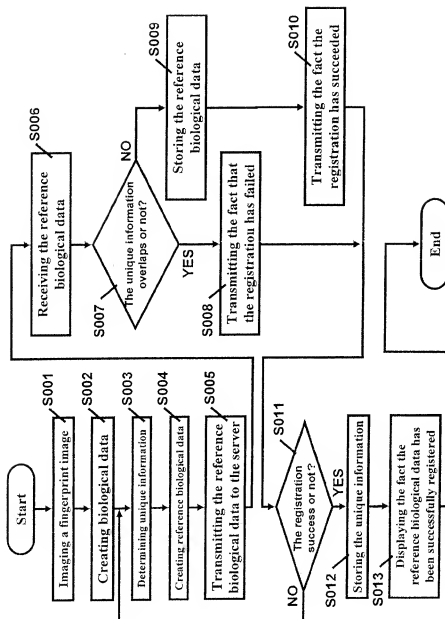 Start
S001
Imaging a fingerprint image
S002
Creating biological data
S003
Determining unique information
S004
Creating reference biological data
S005
Transmitting the reference
biological data to the server
S006
Receiving the reference
biological data
S007
The unique information
overlaps or not?
YES
NO
S008
Transmitting the fact that
the registration has failed
S009
Storing the reference
biological data
S010
Transmitting the fact the
registration has succeeded
S011
The registration
success or not?
NO
YES
S012
Storing the unique information
S013
Displaying the fact the
reference biological data has
been successfully registered
End